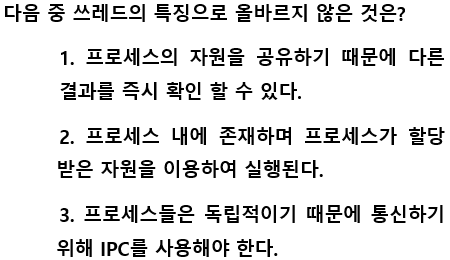 다음 중 쓰레드의 특징으로 올바르지 않은 것은?
1. 프로세스의 자원을 공유하기 때문에 다른
결과를 즉시 확인 할 수 있다.
2. 프로세스 내에 존재하며 프로세스가 할당
받은 자원을 이용하여 실행된다.
3. 프로세스들은 독립적이기 때문에 통신하기
위해 IPC를 사용해야 한다.